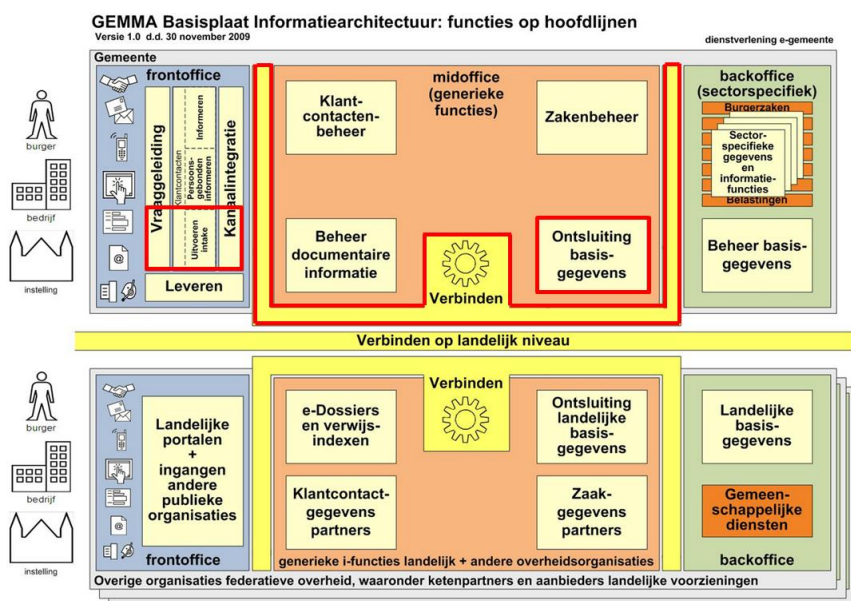 GEMMA Basisplaat Informatiearchitectuur: functies op hoofdlijnen
Versie 1.0 d.d. 30 november 2009
dienstverlening e-gemeente
Gemeente
burger
bedrijf
instelling
frontoffice
Vraaggeleiding
Klantcontacten
Informeren
Persoons-
gebonden
informeren
Uitvoeren
intake
Kanaalintegratie
@
Leveren
midoffice
(generieke
functies)
Klant-
contacten-
beheer
Zakenbeheer
Beheer
documentaire
informatie
Verbinden
Ontsluiting
basis-
gegevens
backoffice
(sectorspecifiek)
Burgerzaken
Sector-
specifieke
gegevens
en
informatie-
functies
Belastingen
Beheer basis-
gegevens
Verbinden op landelijk niveau
burger
bedrijf
instelling
Landelijke
portalen
+
ingangen
andere
publieke
organisaties
@
frontoffice
Verbinden
e-Dossiers
en verwijs-
indexen
Ontsluiting
landelijke
basis-
gegevens
Klantcontact-
gegevens
partners
Zaak-
gegevens
partners
generieke i-functies landelijk + andere overheidsorganisaties
Landelijke
basis-
gegevens
Gemeen-
schappelijke
diensten
backoffice
Overige organisaties federatieve overheid, waaronder ketenpartners en aanbieders landelijke voorzieningen